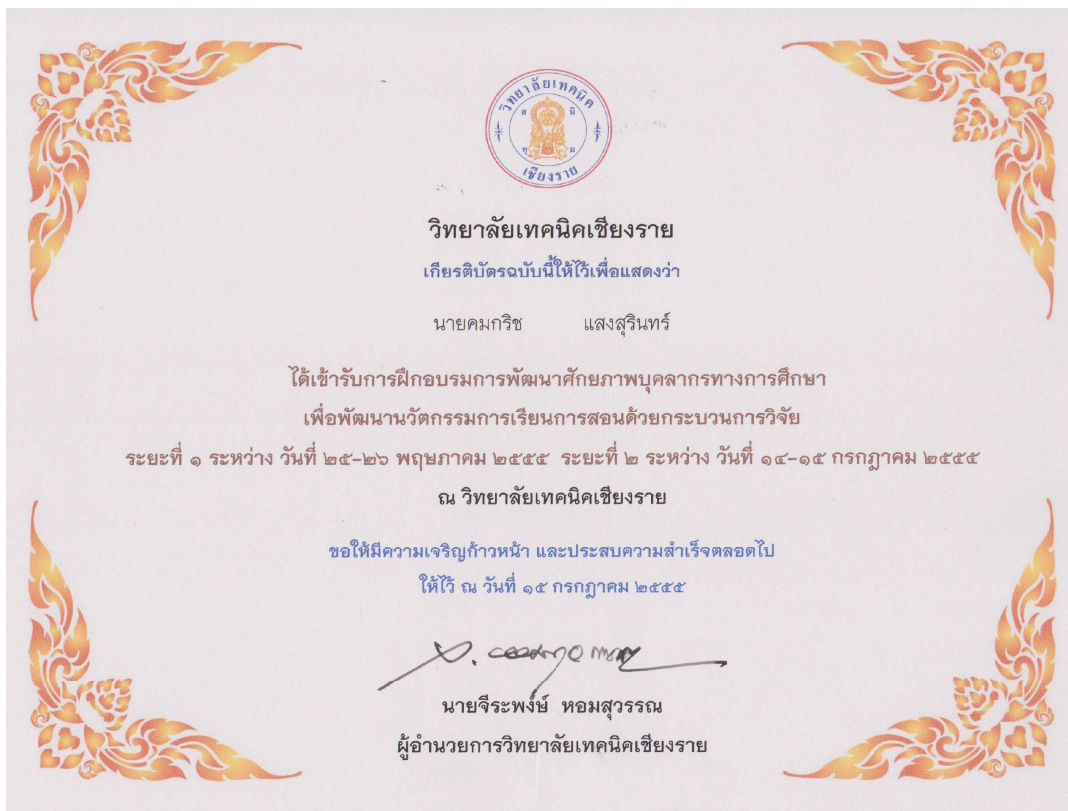 วิทยาลัยเทคนิค
ส นิ
ทุ ม
เชียงราย
วิทยาลัยเทคนิคเชียงราย
เกียรติบัตรฉบับนี้ให้ไว้เพื่อแสดงว่า
นายคมกริช แสงสุรินทร์
ได้เข้ารับการฝึกอบรมการพัฒนาศักยภาพบุคลากรทางการศึกษา
เพื่อพัฒนานวัตกรรมการเรียนการสอนด้วยกระบวนการวิจัย
ระยะที่ ๑ ระหว่าง วันที่ ๒๕-๒๖ พฤษภาคม ๒๕๕๕ ระยะที่ ๒ ระหว่าง วันที่ ๑๔-๑๕ กรกฎาคม ๒๕๕๕
ณ วิทยาลัยเทคนิคเชียงราย
ขอให้มีความเจริญก้าวหน้า และประสบความสำเร็จตลอดไป
ให้ไว้ ณ วันที่ ๑๕ กรกฎาคม ๒๕๕๕
นายจีระพงษ์ หอมสุวรรณ
ผู้อำนวยการวิทยาลัยเทคนิคเชียงราย